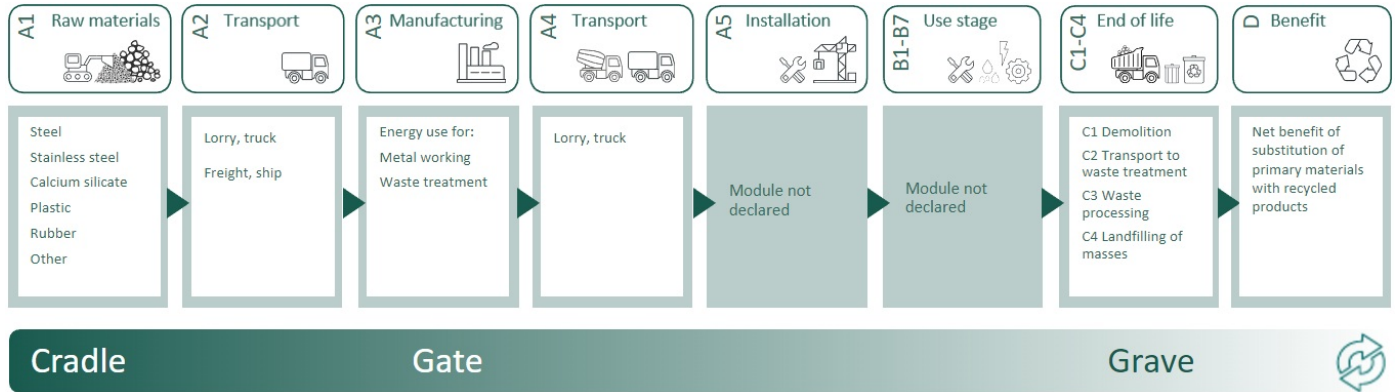 A1 Raw materials
A2 Transport
A3 Manufacturing
A4 Transport
A5 Installation
B1-B7 Use stage
C1-C4 End of life
D Benefit
Steel
Stainless steel
Calcium silicate
Plastic
Rubber
Other
Lorry, truck
Freight, ship
Energy use for:
Metal working
Waste treatment
Lorry, truck
Module not
declared
Module not
declared
C1 Demolition
C2 Transport to
waste treatment
C3 Waste
processing
C4 Landfilling of
masses
Net benefit of
substitution of
primary materials
with recycled
products
Cradle
Gate
Grave